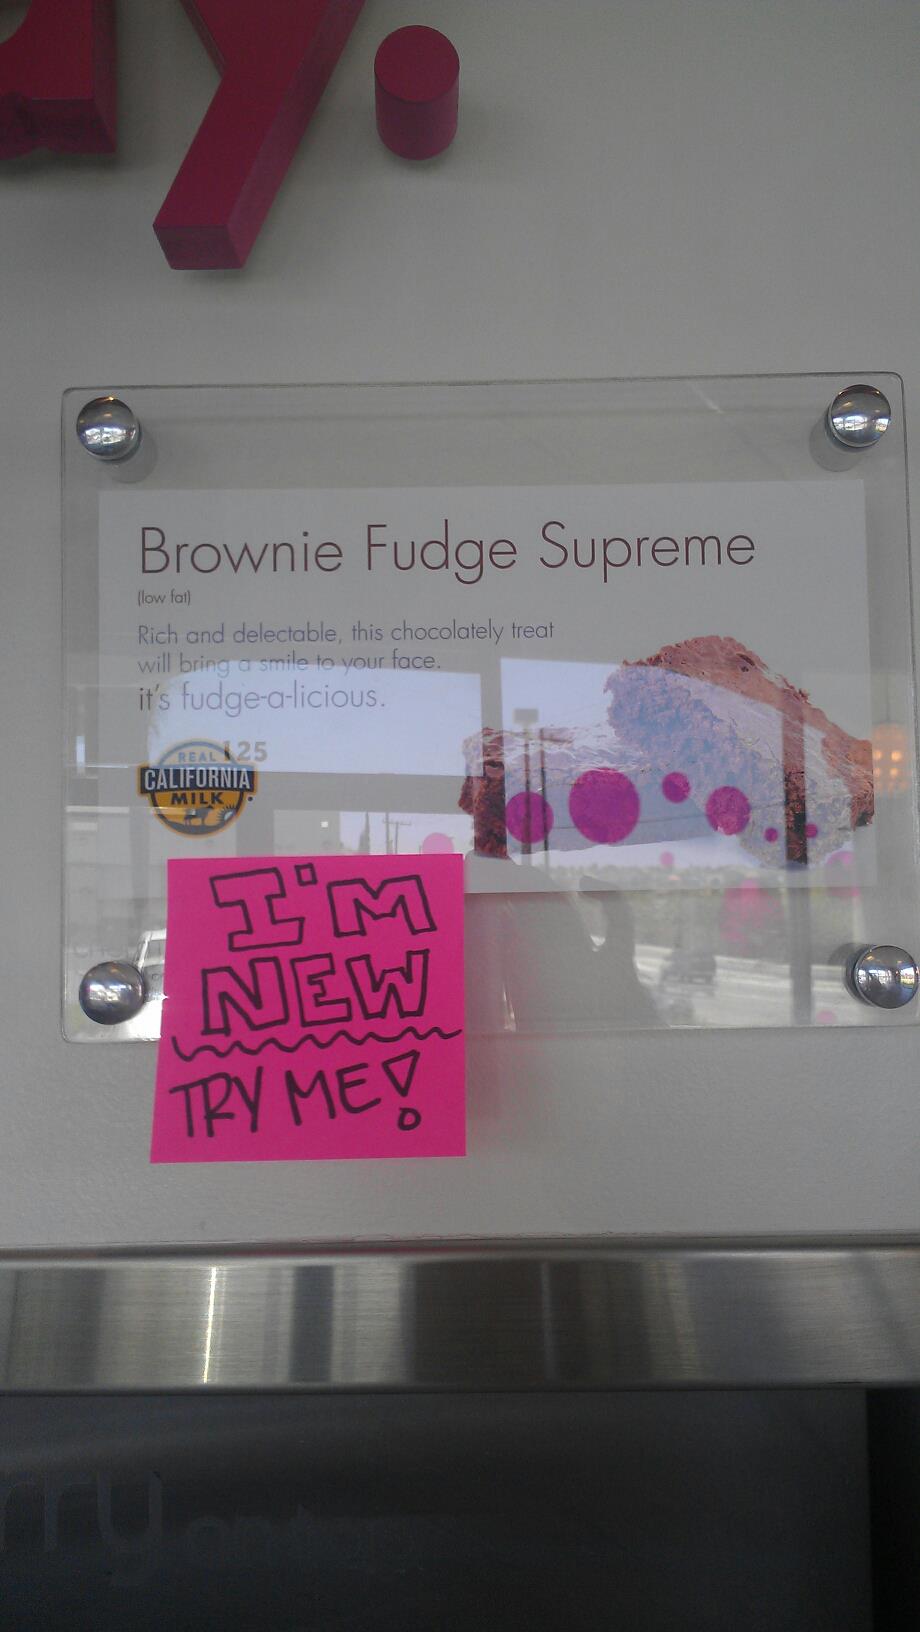 y.
Brownie Fudge Supreme
(low fat)
Rich and delectable, this chocolately treat
will bring a smile to your face.
it's fudge-a-licious.
125
REAL
CALIFORNIA
MILK
I'M
NEW
TRY ME!
rry